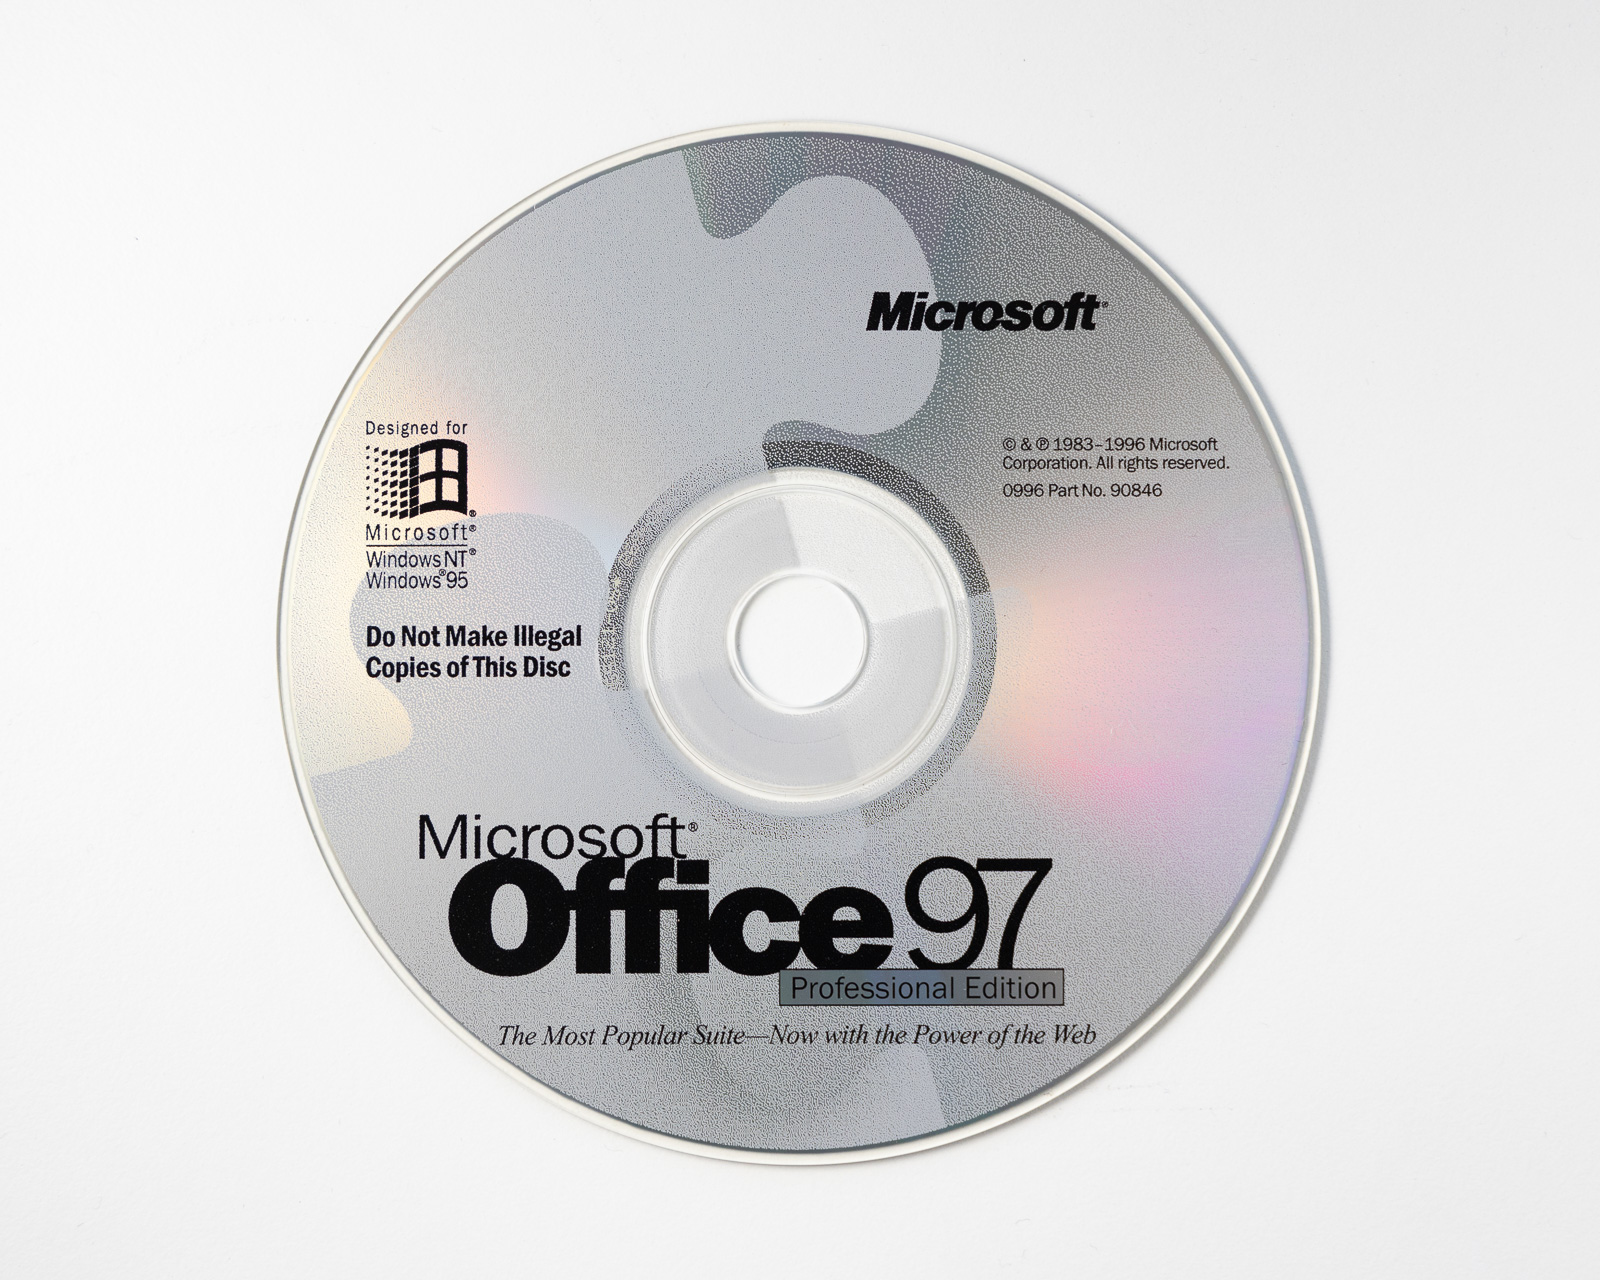 Microsoft®
Designed for
Microsoft®
Windows NT®
Windows®95
© & ℗ 1983–1996 Microsoft
Corporation. All rights reserved.
0996 Part No. 90846
Do Not Make Illegal
Copies of This Disc
Microsoft®
Office 97
Professional Edition
The Most Popular Suite—Now with the Power of the Web